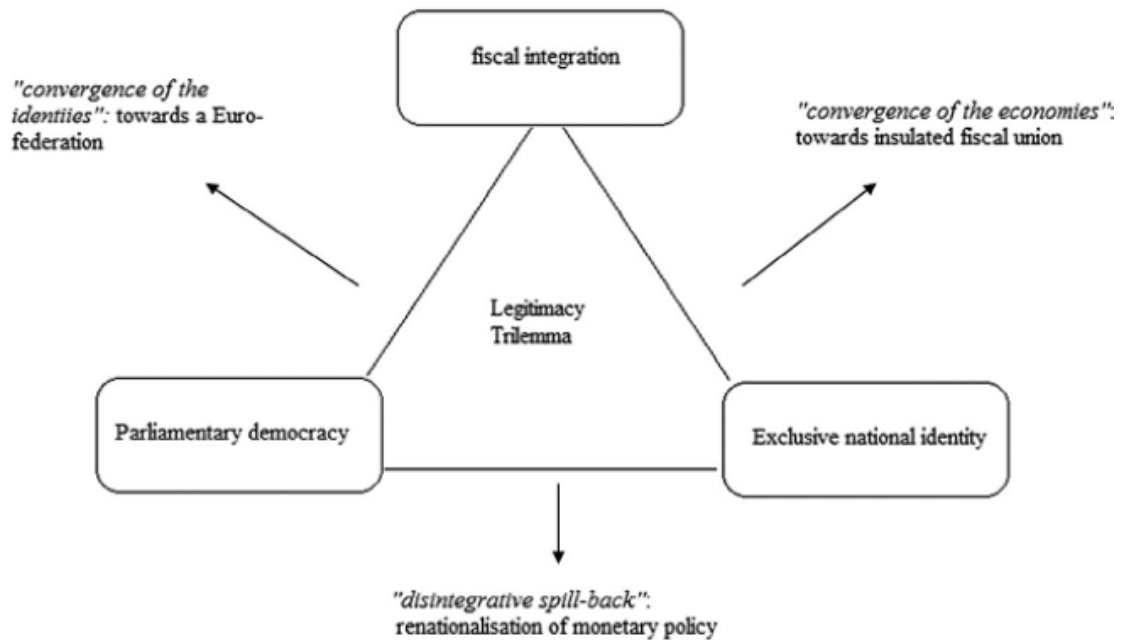 fiscal integration
"convergence of the
identiies": towards a Euro-
federation
"convergence of the economies":
towards insulated fiscal union
Legitimacy
Trilemma
Parliamentary democracy
Exclusive national identity
"disintegrative spill-back":
renationalisation of monetary policy